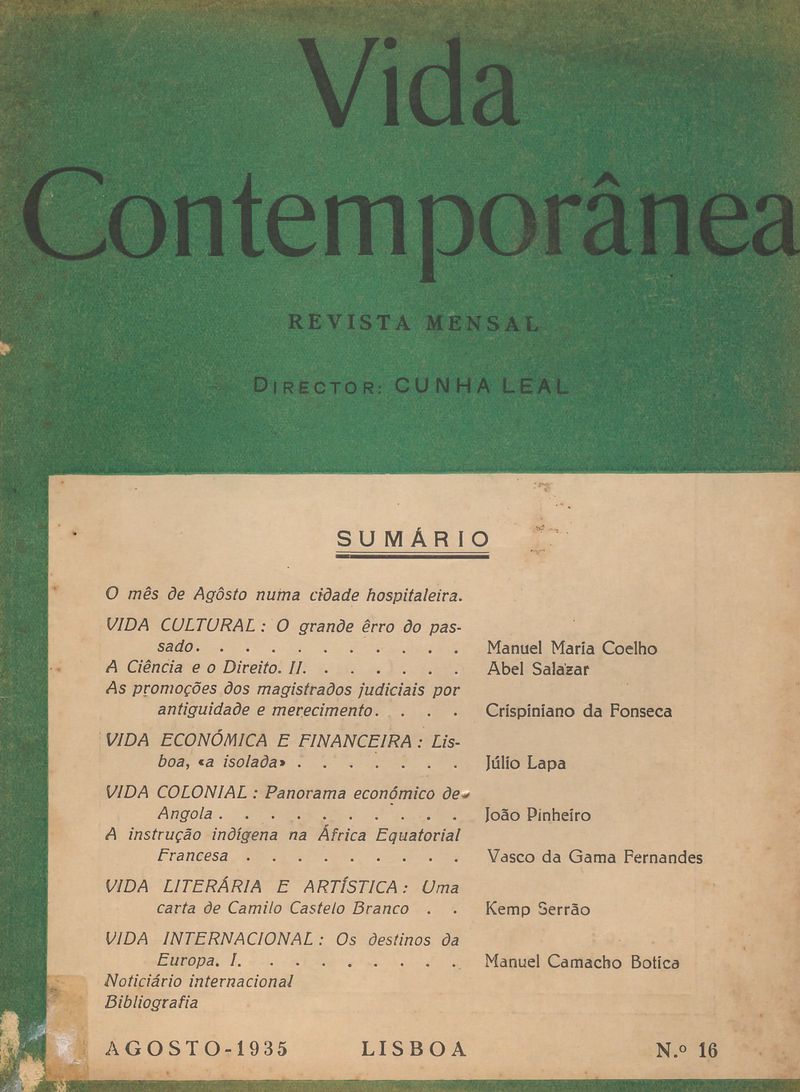 Vida
Contemporânea
REVISTA MENSAL
DIRECTOR: CUNHA LEAL
SUMÁRIO
O mês de Agôsto numa cidade hospitaleira.
VIDA CULTURAL : O grande êrro do pas-
sado. . . . . . . . . . . Manuel Maria Coelho
A Ciência e o Direito. II. . . . . . . Abel Salazar
As promoções dos magistrados judiciais por
antiguidade e merecimento. . . . Crispiniano da Fonseca
VIDA ECONÓMICA E FINANCEIRA : Lis-
boa, «a isolada» . . . . . . . Júlio Lapa
VIDA COLONIAL : Panorama económico de
Angola . . . . . . . . . . João Pinheiro
A instrução indígena na África Equatorial
Francesa . . . . . . . . . Vasco da Gama Fernandes
VIDA LITERÁRIA E ARTÍSTICA : Uma
carta de Camilo Castelo Branco . . Kemp Serrão
VIDA INTERNACIONAL : Os destinos da
Europa. I. . . . . . . . . Manuel Camacho Botica
Noticiário internacional
Bibliografia
AGOSTO-1935 LISBOA N.º 16